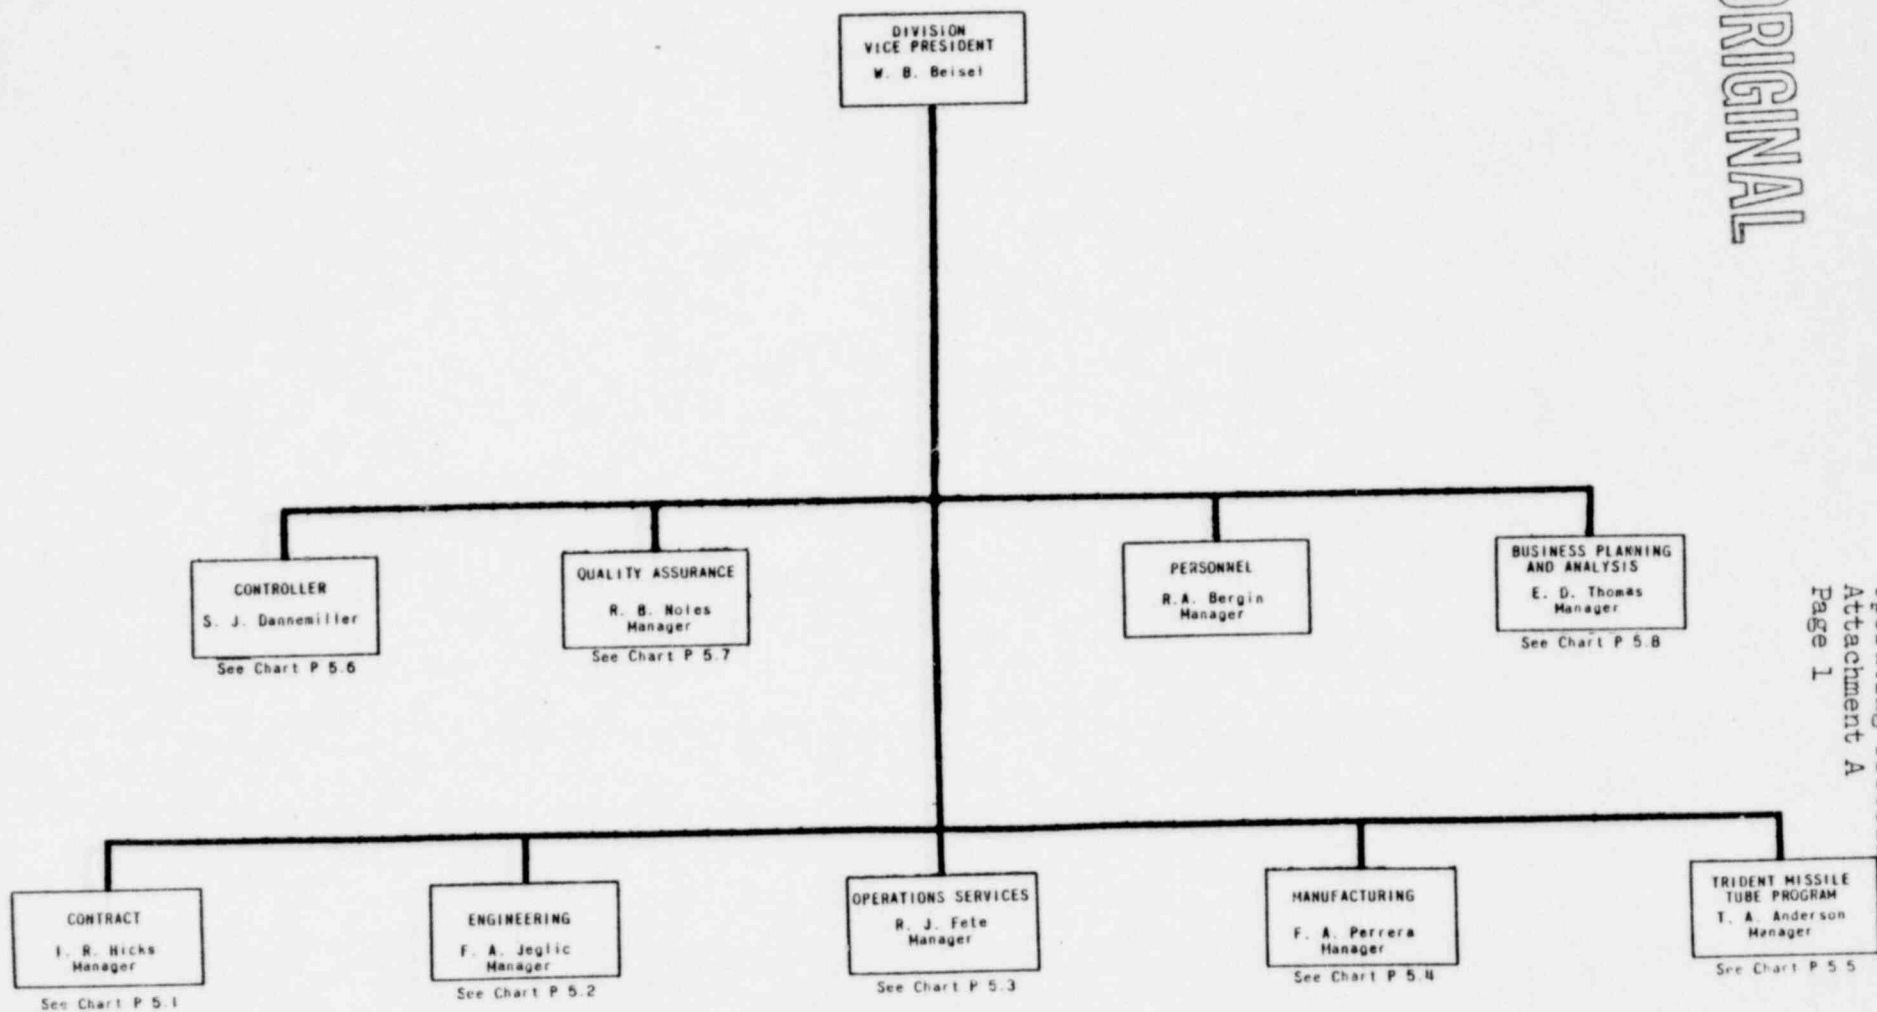 DIVISION
VICE PRESIDENT
W. B. Beisel
ORIGINAL
CONTROLLER
S. J. Dannemiller
See Chart P 5.6
QUALITY ASSURANCE
R. B. Noles
Manager
See Chart P 5.7
PERSONNEL
R.A. Bergin
Manager
BUSINESS PLANNING
AND ANALYSIS
E. D. Thomas
Manager
See Chart P 5.8
Attachment A
Page 1
CONTRACT
I. R. Hicks
Manager
See Chart P 5.1
ENGINEERING
F. A. Jeglic
Manager
See Chart P 5.2
OPERATIONS SERVICES
R. J. Fete
Manager
See Chart P 5.3
MANUFACTURING
F. A. Perrera
Manager
See Chart P 5.4
TRIDENT MISSILE
TUBE PROGRAM
T. A. Anderson
Manager
See Chart P 5 5